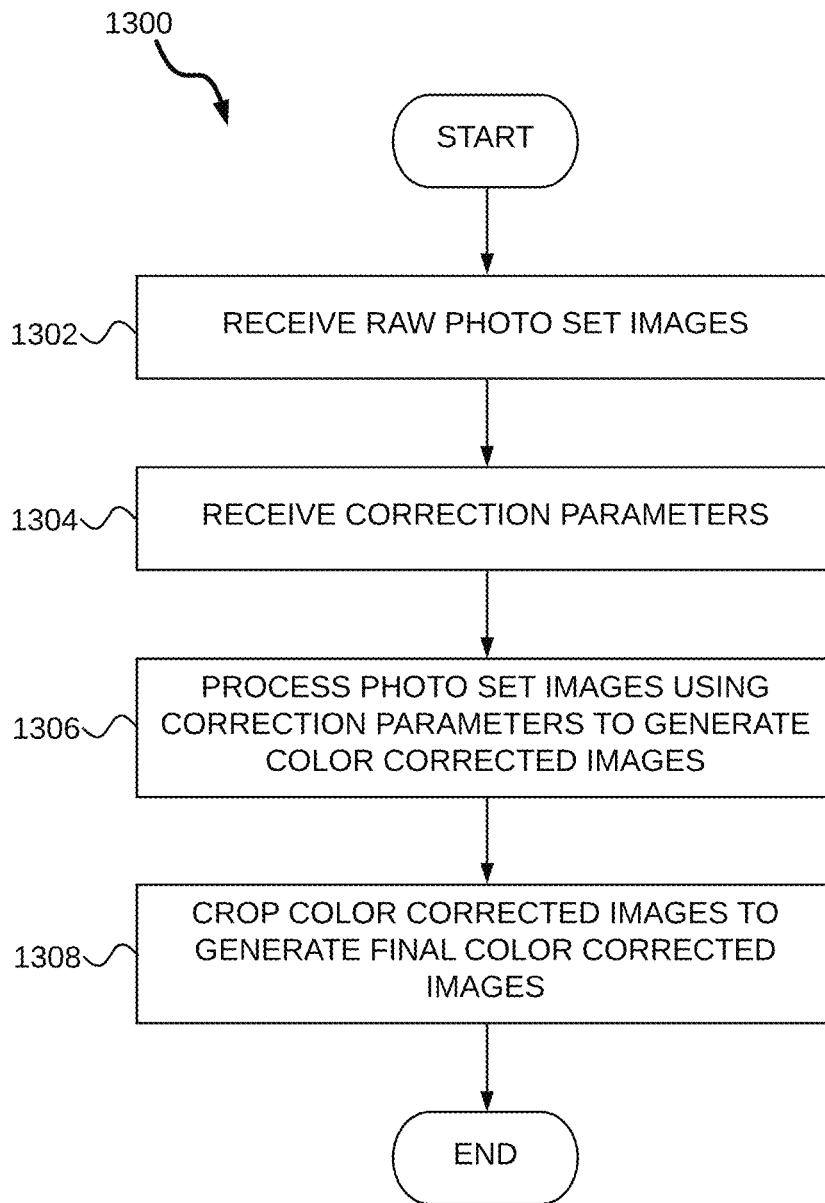 1300
START
1302
RECEIVE RAW PHOTO SET IMAGES
1304
RECEIVE CORRECTION PARAMETERS
1306
PROCESS PHOTO SET IMAGES USING
CORRECTION PARAMETERS TO GENERATE
COLOR CORRECTED IMAGES
1308
CROP COLOR CORRECTED IMAGES TO
GENERATE FINAL COLOR CORRECTED
IMAGES
END